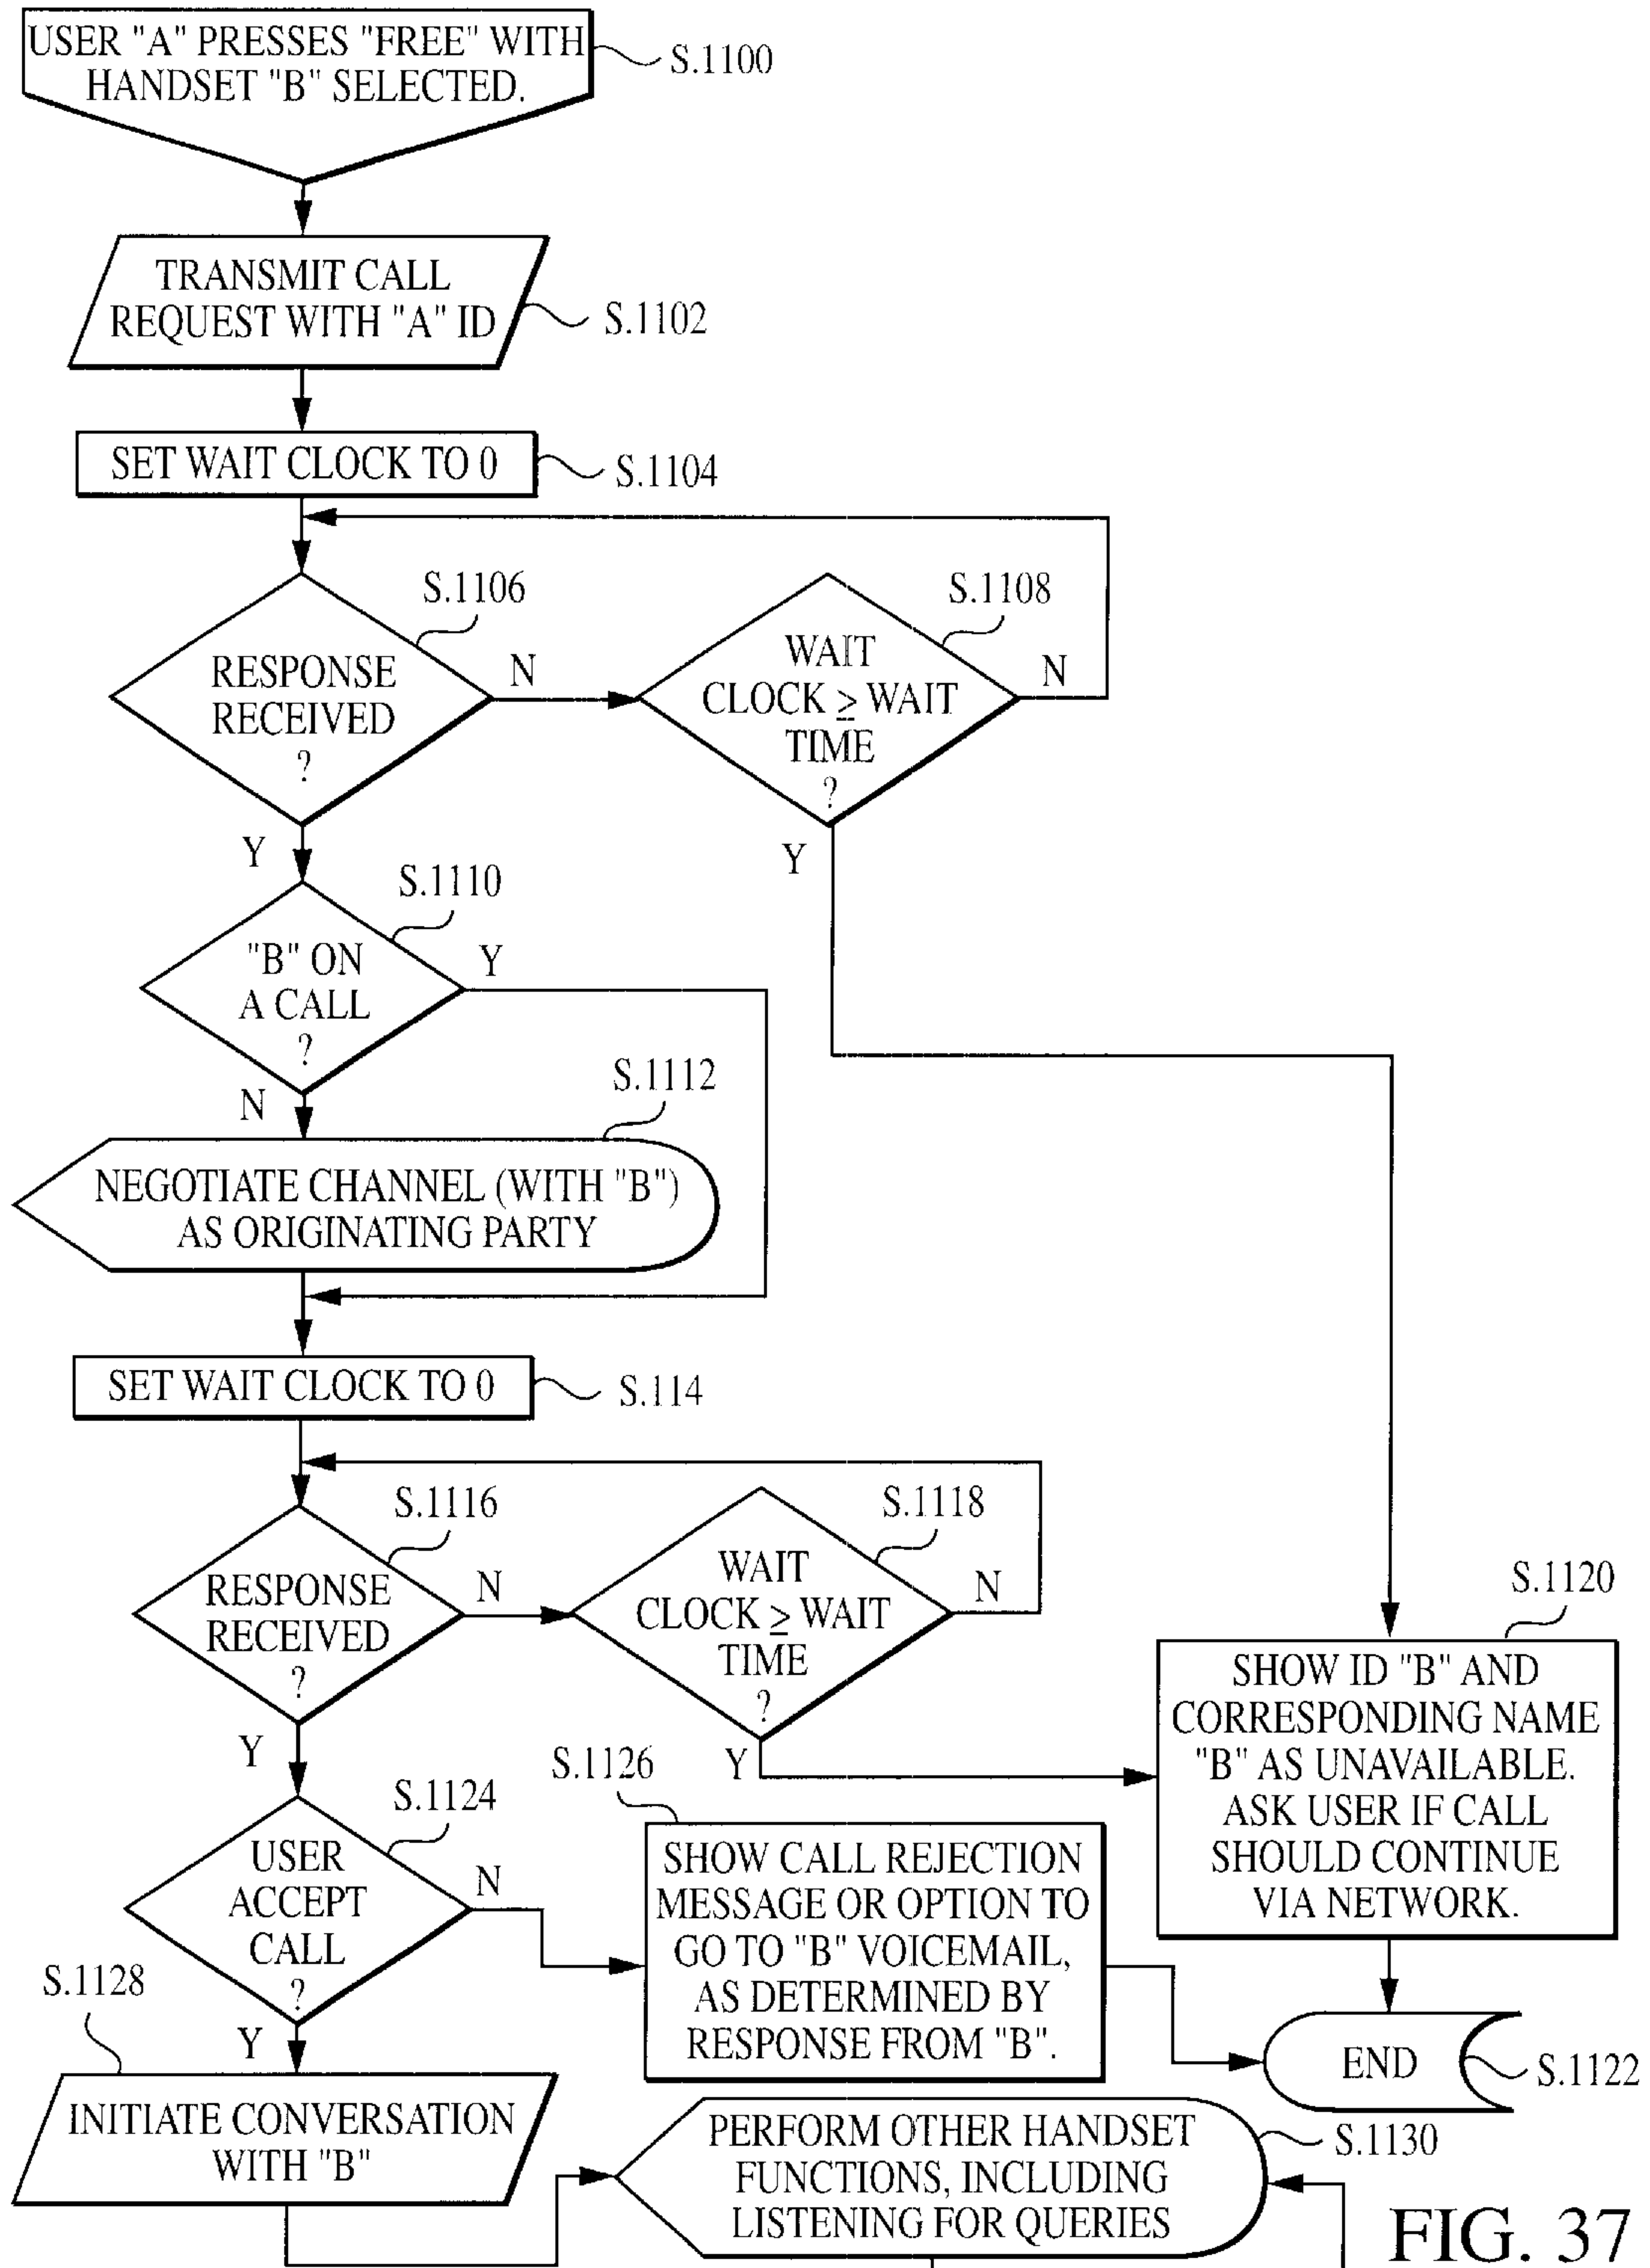 USER "A" PRESSES "FREE" WITH
HANDSET "B" SELECTED.
S.1100
TRANSMIT CALL
REQUEST WITH "A" ID
S.1102
SET WAIT CLOCK TO 0
S.1104
S.1106
RESPONSE
RECEIVED
?
N
Y
S.1108
WAIT
CLOCK ≥ WAIT
TIME
?
N
Y
S.1110
"B" ON
A CALL
?
Y
N
S.1112
NEGOTIATE CHANNEL (WITH "B")
AS ORIGINATING PARTY
SET WAIT CLOCK TO 0
S.114
S.1116
RESPONSE
RECEIVED
?
N
Y
S.1118
WAIT
CLOCK ≥ WAIT
TIME
?
N
Y
S.1120
SHOW ID "B" AND
CORRESPONDING NAME
"B" AS UNAVAILABLE.
ASK USER IF CALL
SHOULD CONTINUE
VIA NETWORK.
S.1124
USER
ACCEPT
CALL
?
N
Y
S.1126
SHOW CALL REJECTION
MESSAGE OR OPTION TO
GO TO "B" VOICEMAIL,
AS DETERMINED BY
RESPONSE FROM "B".
END
S.1122
S.1128
INITIATE CONVERSATION
WITH "B"
PERFORM OTHER HANDSET
FUNCTIONS, INCLUDING
LISTENING FOR QUERIES
S.1130
FIG. 37